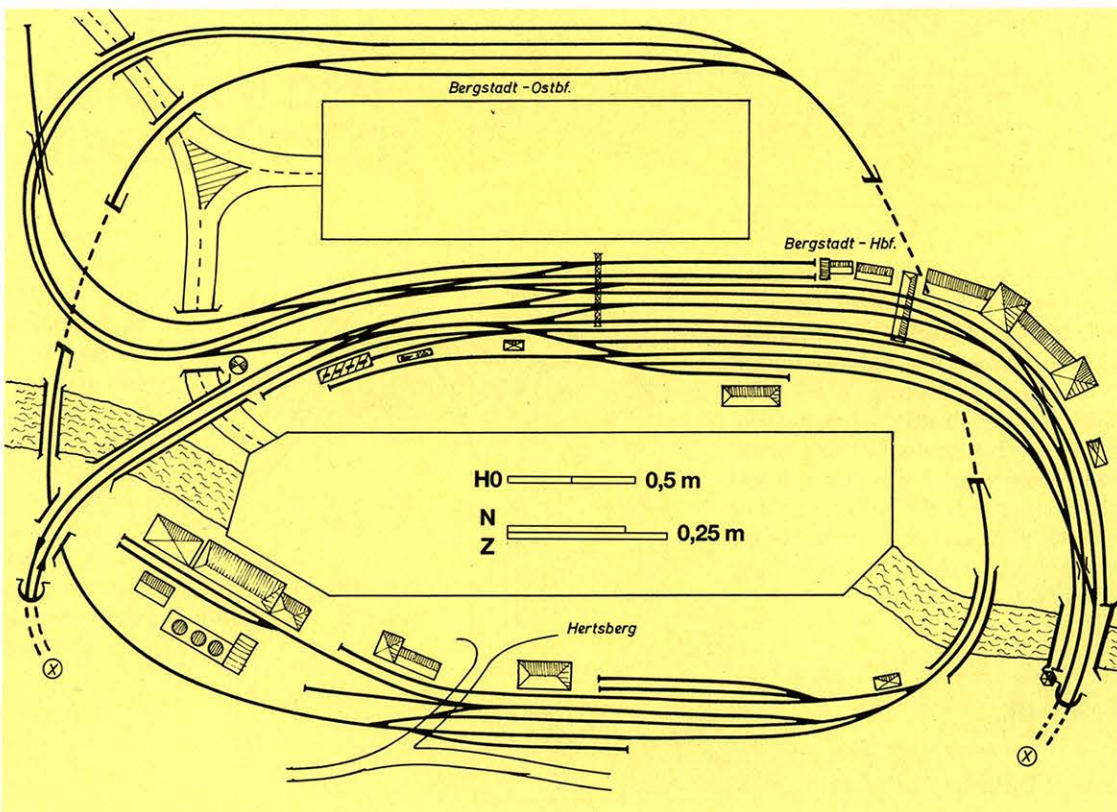 Bergstadt - Ostbf.
Bergstadt - Hbf.
H0 0,5 m
N
0,25 m
Z
Hertsberg
X
X